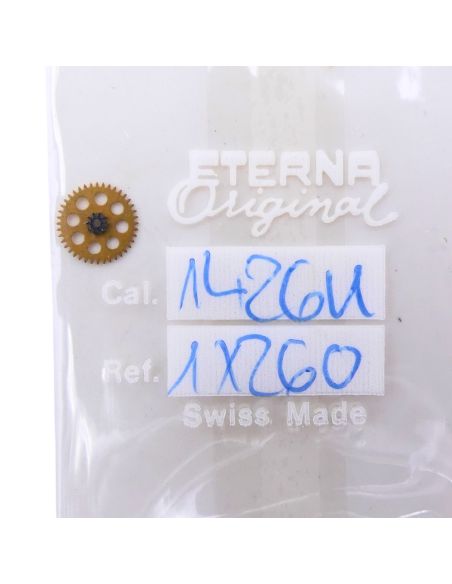 ETERNA
Original
Cal. 1426U
Ref. 1X260
Swiss Made